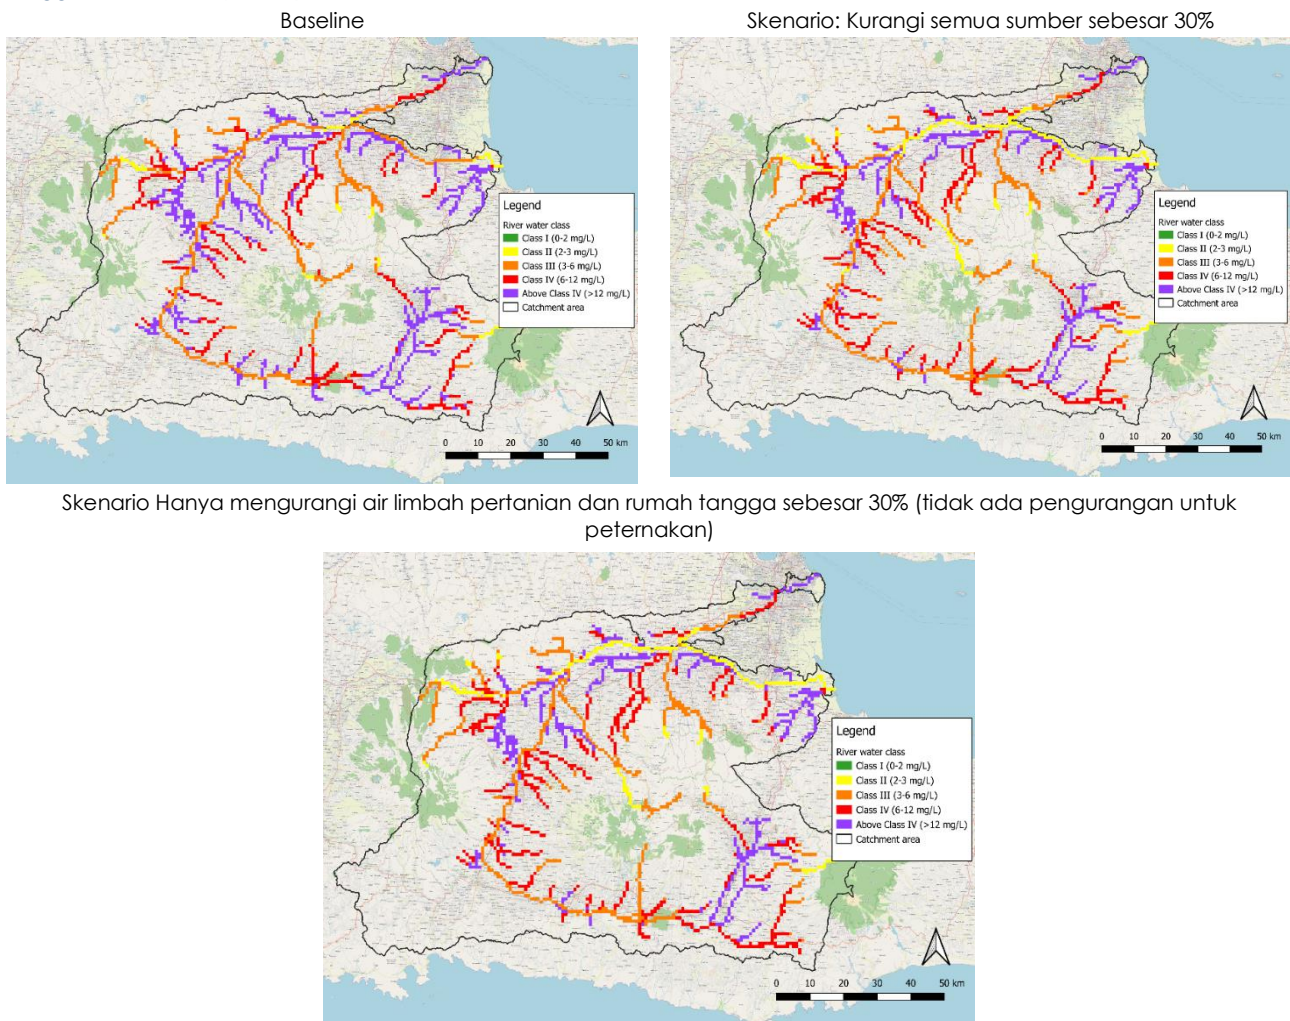 Baseline
Skenario: Kurangi semua sumber sebesar 30%
Legend
River water class
Class I (0-2 mg/L)
Class II (2-3 mg/L)
Class III (3-6 mg/L)
Class IV (6-12 mg/L)
Above Class IV (>12 mg/L)
Catchment area
0 10 20 30 40 50 km
Legend
River water class
Class I (0-2 mg/L)
Class II (2-3 mg/L)
Class III (3-6 mg/L)
Class IV (6-12 mg/L)
Above Class IV (>12 mg/L)
Catchment area
0 10 20 30 40 50 km
Skenario Hanya mengurangi air limbah pertanian dan rumah tangga sebesar 30% (tidak ada pengurangan untuk
peternakan)
Legend
River water class
Class I (0-2 mg/L)
Class II (2-3 mg/L)
Class III (3-6 mg/L)
Class IV (6-12 mg/L)
Above Class IV (>12 mg/L)
Catchment area
0 10 20 30 40 50 km